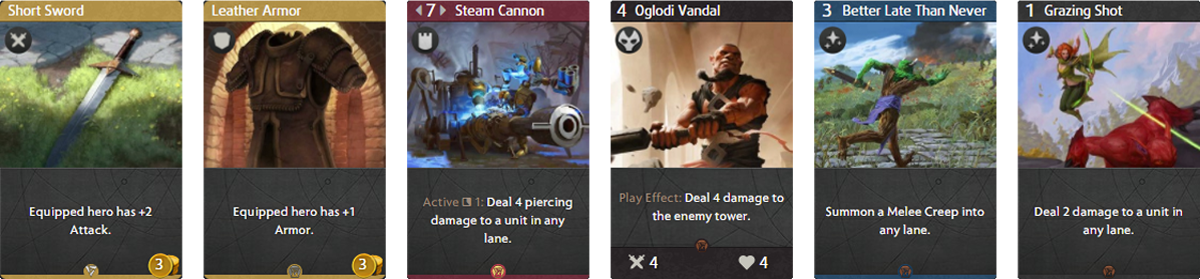 Short Sword
Equipped hero has +2
Attack.
3
Leather Armor
Equipped hero has +1
Armor.
3
7 Steam Cannon
Active 1: Deal 4 piercing
damage to a unit in any
lane.
4 Oglodi Vandal
Play Effect: Deal 4 damage to
the enemy tower.
4 4
3 Better Late Than Never
Summon a Melee Creep into
any lane.
1 Grazing Shot
Deal 2 damage to a unit in
any lane.